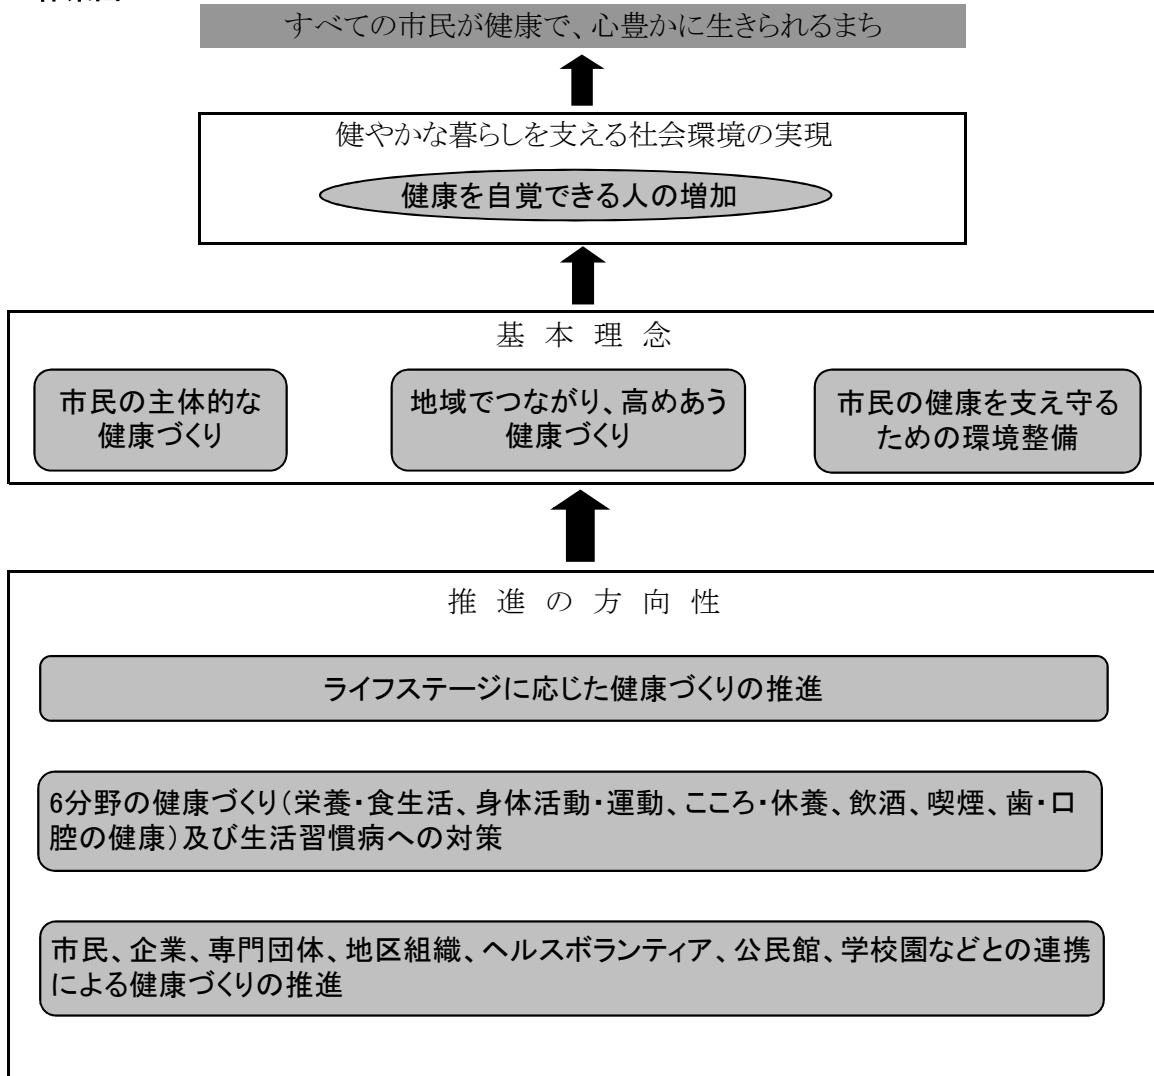 すべての市民が健康で、心豊かに生きられるまち
健やかな暮らしを支える社会環境の実現
健康を自覚できる人の増加
基本理念
市民の主体的な
健康づくり
地域でつながり、高めあう
健康づくり
市民の健康を支え守る
ための環境整備
推進の方向性
ライフステージに応じた健康づくりの推進
6分野の健康づくり(栄養・食生活、身体活動・運動、こころ・休養、飲酒、喫煙、歯・口
腔の健康)及び生活習慣病への対策
市民、企業、専門団体、地区組織、ヘルスボランティア、公民館、学校園などとの連携
による健康づくりの推進